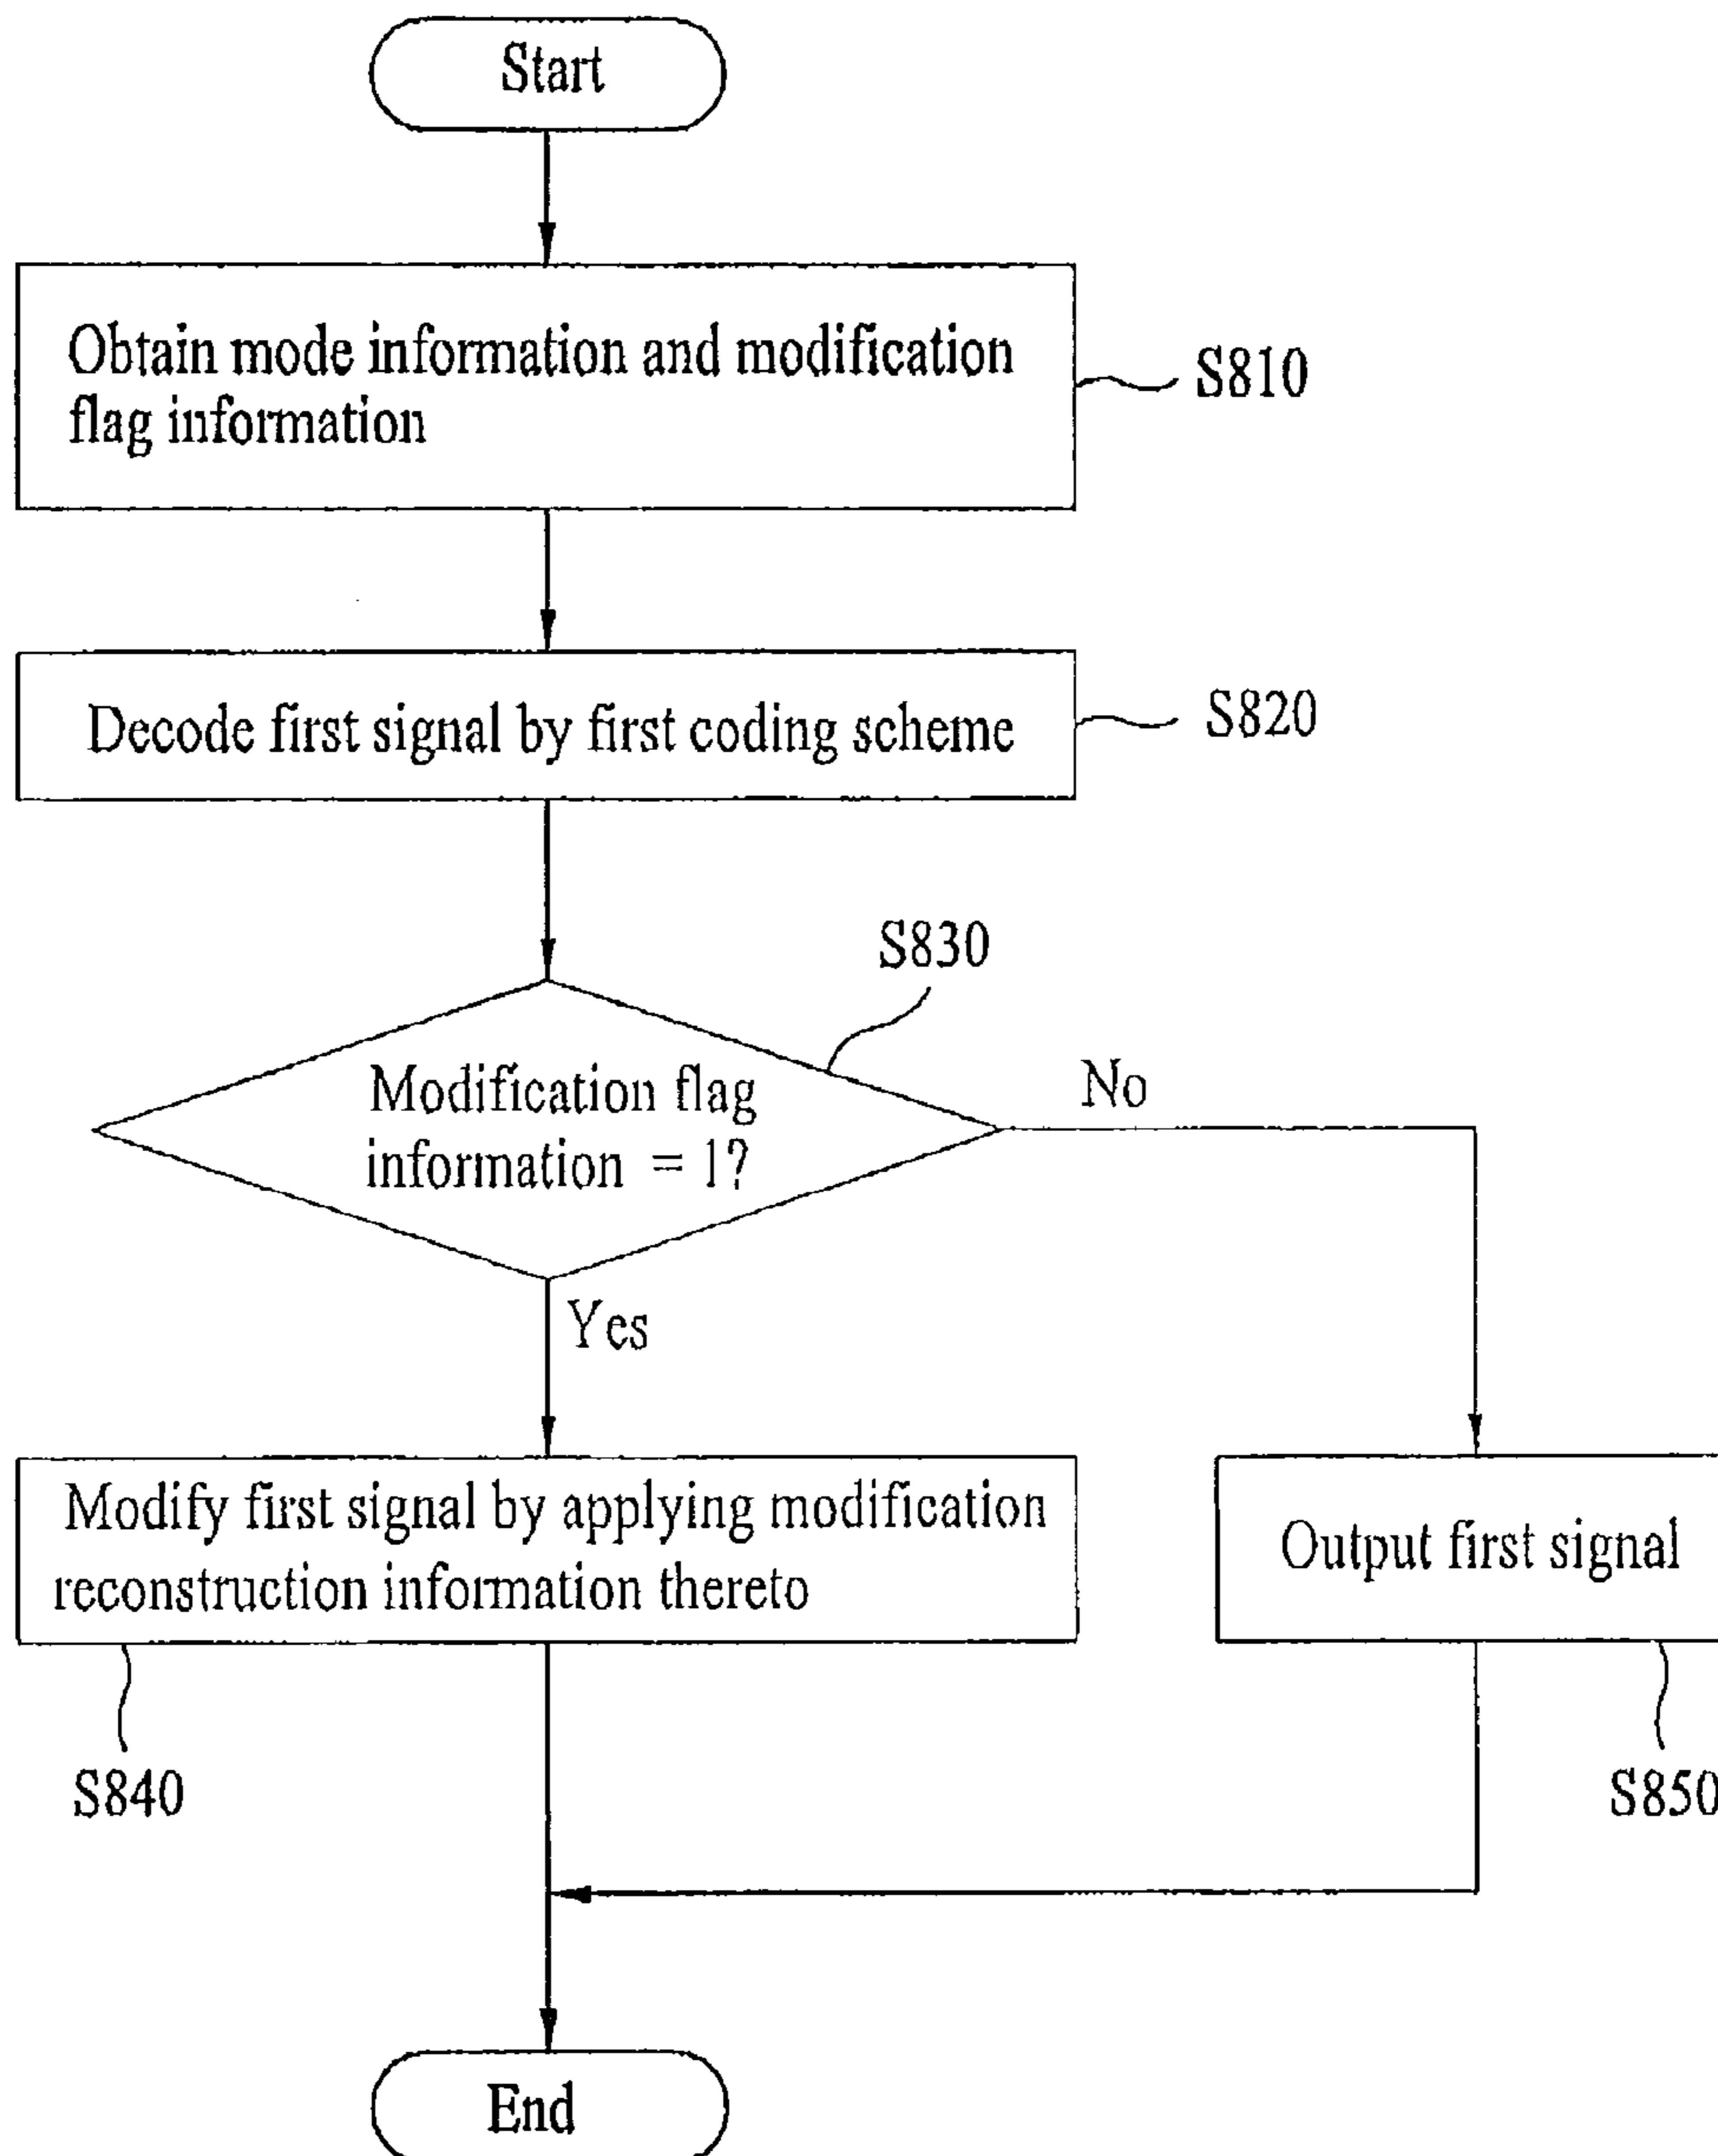 Start
Obtain mode information and modification
flag information
S810
Decode first signal by first coding scheme
S820
S830
Modification flag
information = 1?
No
Yes
Modify first signal by applying modification
reconstruction information thereto
Output first signal
S840
S850
End